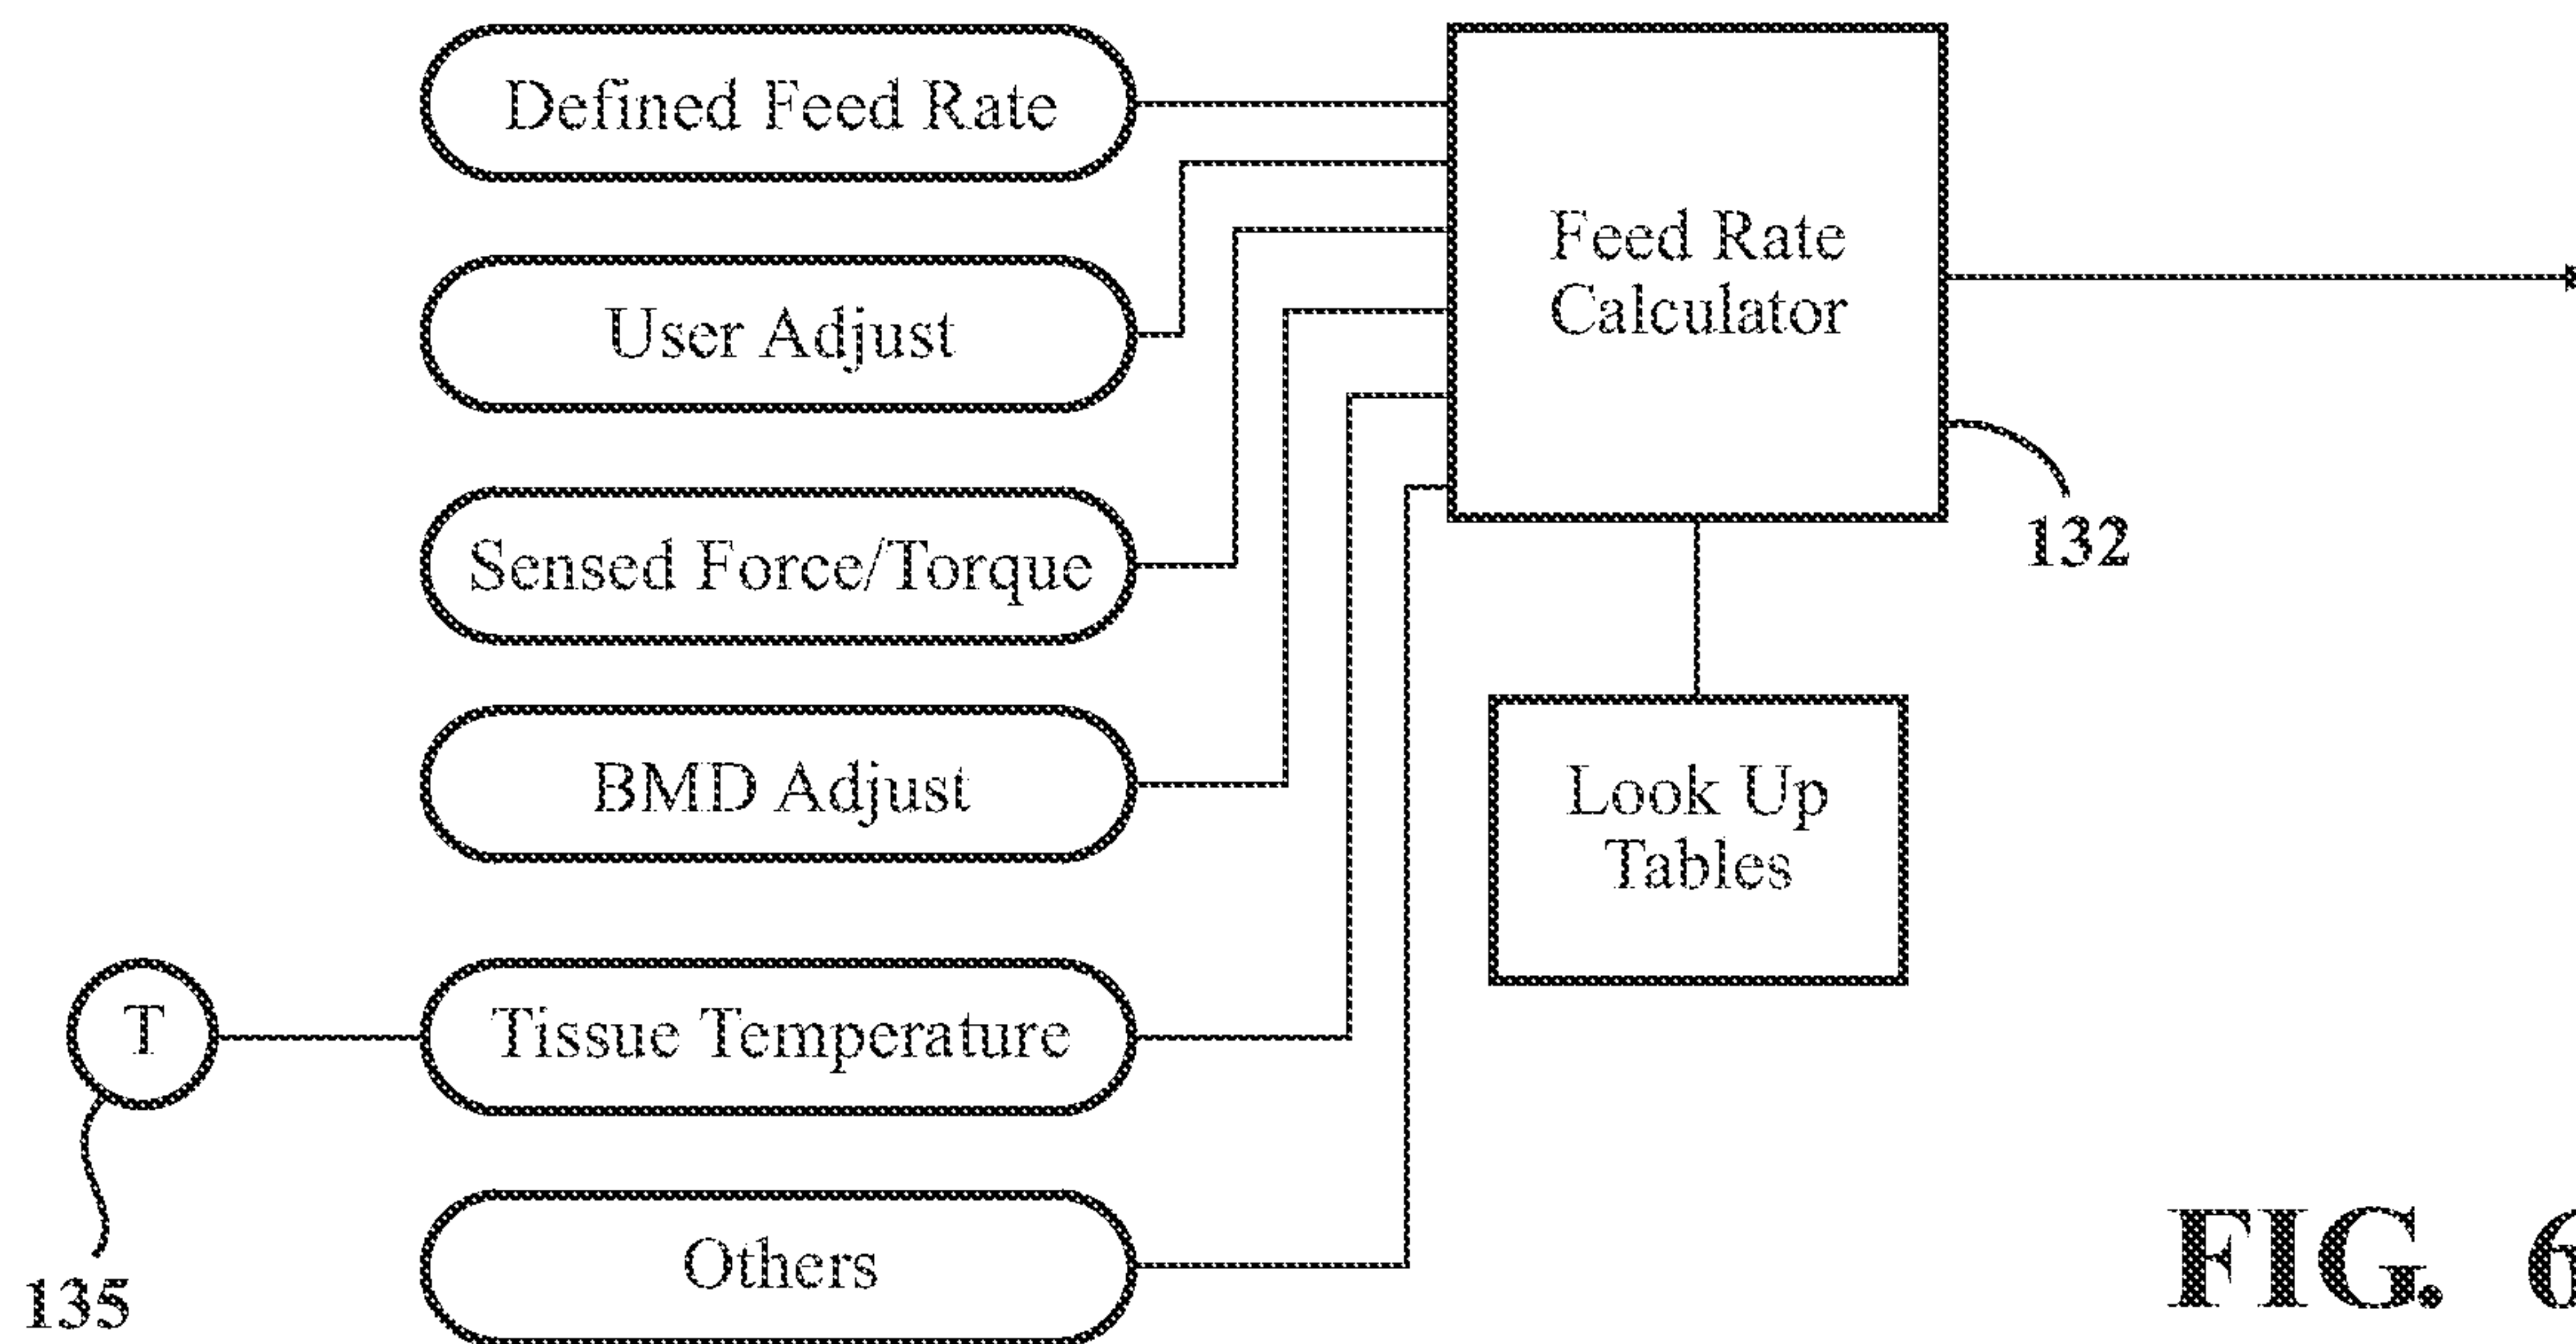 Defined Feed Rate
User Adjust
Sensed Force/Torque
BMD Adjust
T
Tissue Temperature
Others
135
Feed Rate
Calculator
132
Look Up
Tables
FIG. 6